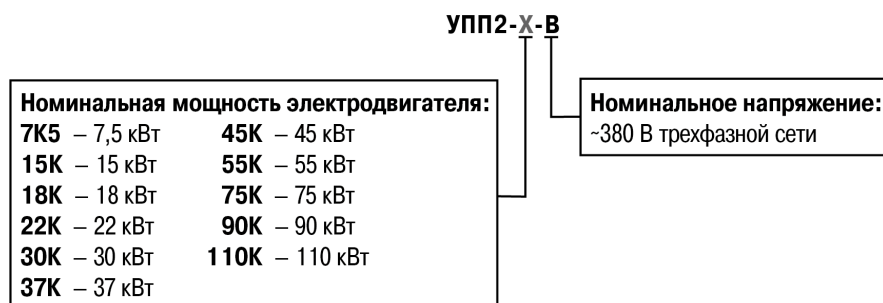 УПП2-X-В
Номинальная мощность электродвигателя:
7К5 – 7,5 кВт 45К – 45 кВт
15К – 15 кВт 55К – 55 кВт
18К – 18 кВт 75К – 75 кВт
22К – 22 кВт 90К – 90 кВт
30К – 30 кВт 110К – 110 кВт
37К – 37 кВт
Номинальное напряжение:
~380 В трехфазной сети